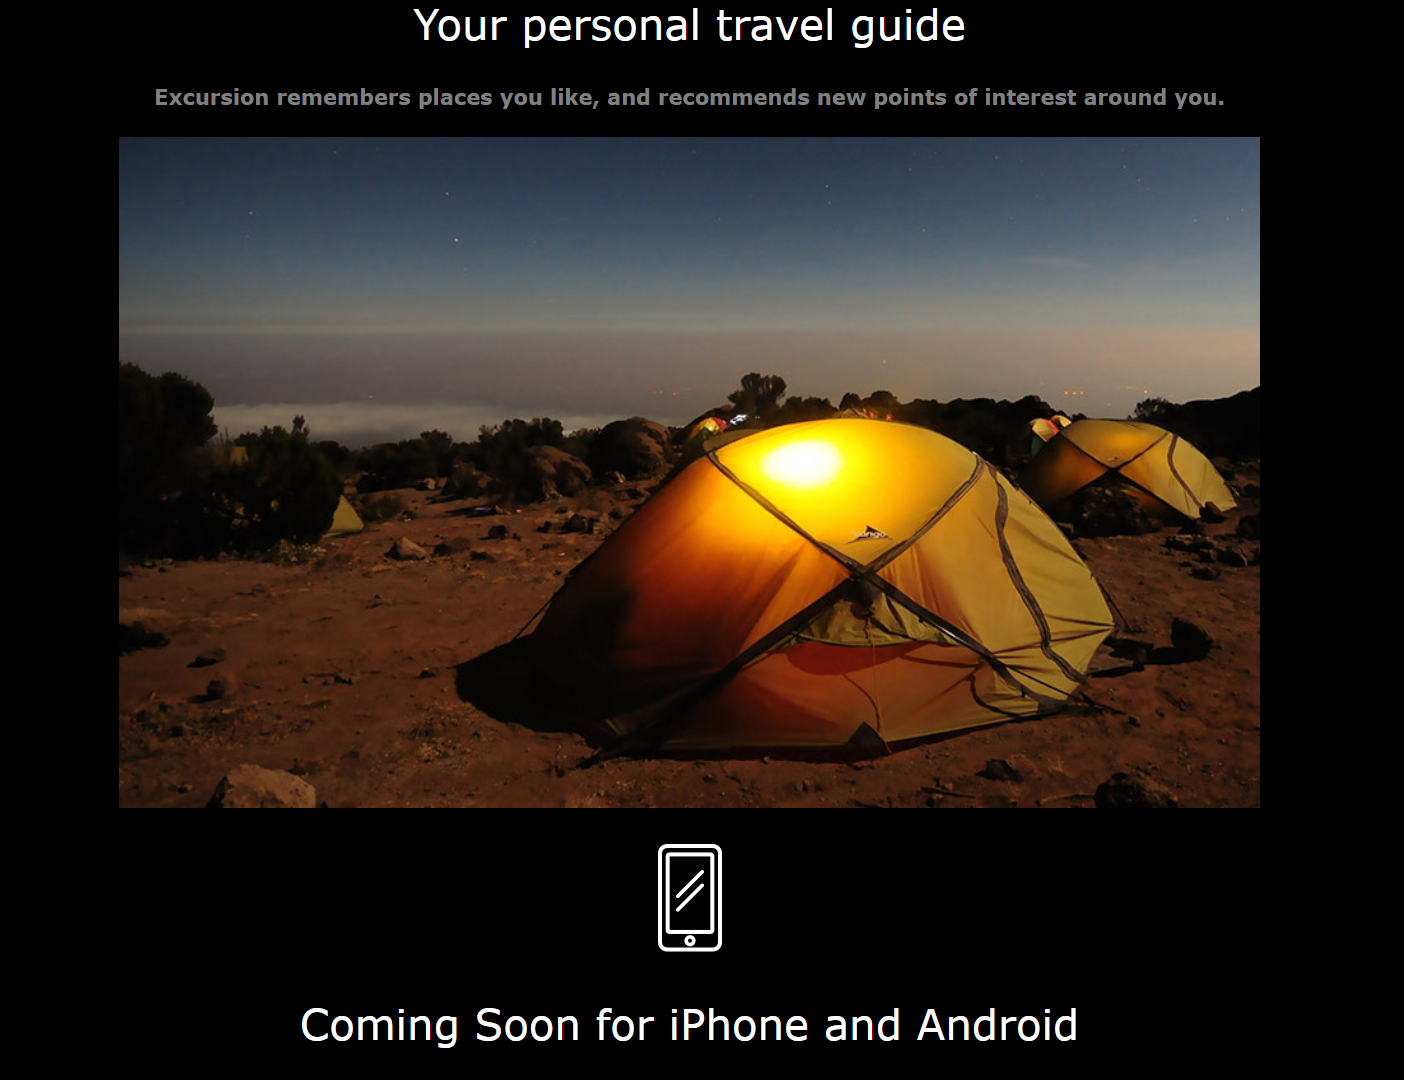 Your personal travel guide
Excursion remembers places you like, and recommends new points of interest around you.
Coming Soon for iPhone and Android